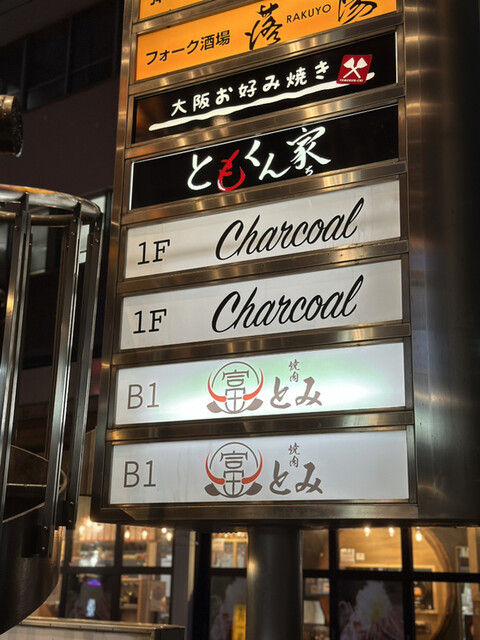 フォーク酒場 落陽
RAKUYO
大阪お好み焼き
ともくん家
ち
1F Charcoal
1F Charcoal
B1 富 焼肉 とみ
B1 富 焼肉 とみ